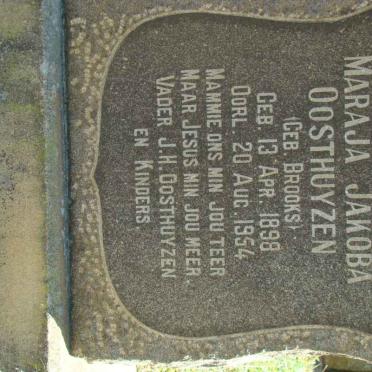 MARAJA JAKOBA
OOSTHUYZEN
(GEB. BROOKS)
GEB. 13 APR. 1898
OORL. 20 AUG. 1954
MAMMIE, ONS MIN JOU TEER
MAAR JESUS MIN JOU MEER.
VADER J.H. OOSTHUYZEN
EN KINDERS.